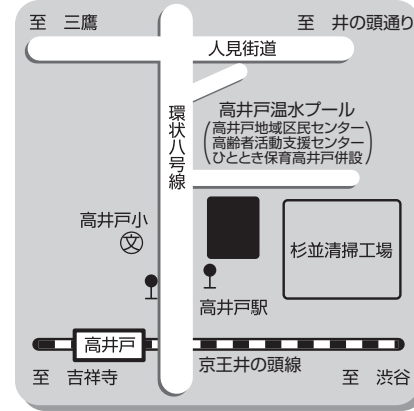 至　三鷹
至　井の頭通り
人見街道
環状八号線
高井戸温水プール
高井戸地域区民センター
高齢者活動支援センター
ひととき保育高井戸併設
高井戸小
文
杉並清掃工場
高井戸駅
高井戸
京王井の頭線
至　吉祥寺
至　渋谷